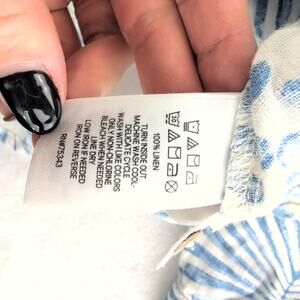 100% LINEN
TURN INSIDE OUT
MACHINE WASH COOL-
DELICATE CYCLE
WASH WITH LIKE COLORS
ONLY NON-CHLORINE
BLEACH WHEN NEEDED
LINE DRY
LOW IRON IF NEEDED
IRON ON REVERSE
RN#75343